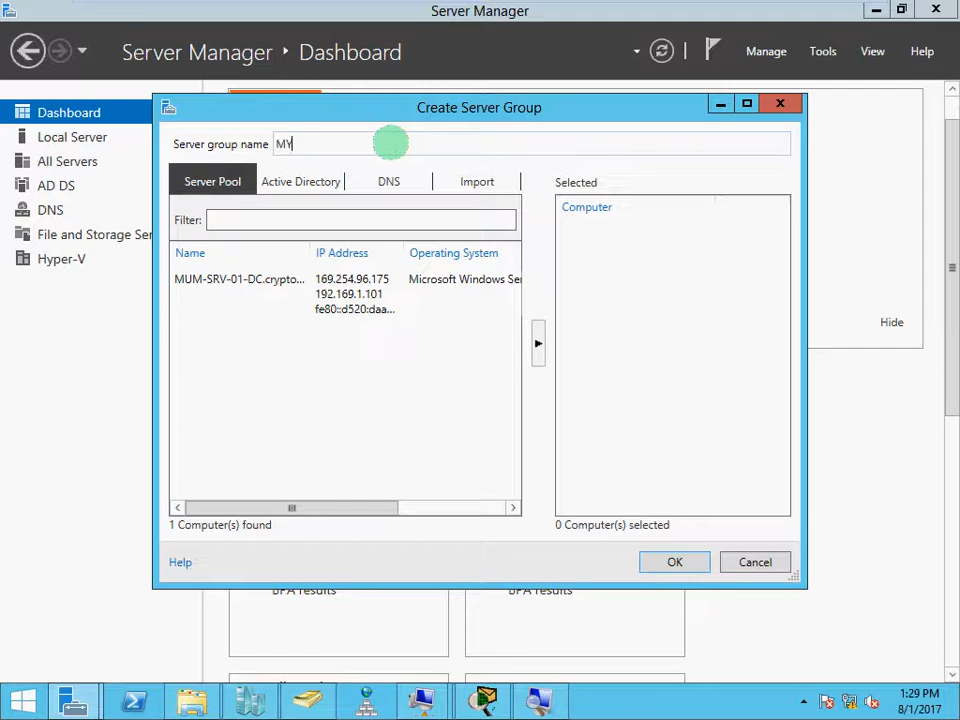 Server Manager
Server Manager ▸ Dashboard
Manage
Tools
View
Help
Dashboard
Local Server
All Servers
AD DS
DNS
File and Storage Ser
Hyper-V
Create Server Group
Server group name
MY
Server Pool
Active Directory
DNS
Import
Filter:
Name
IP Address
Operating System
MUM-SRV-01-DC.crypto...
169.254.96.175
Microsoft Windows Ser
192.169.1.101
fe80::d520:daa...
1 Computer(s) found
Selected
Computer
0 Computer(s) selected
Help
OK
Cancel
Hide
BPA results
BPA results
1:29 PM
8/1/2017